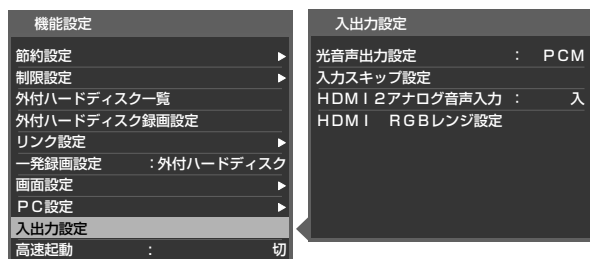 機能設定
節約設定
制限設定
外付ハードディスク一覧
外付ハードディスク録画設定
リンク設定
一発録画設定　：外付ハードディスク
画面設定
ＰＣ設定
入出力設定
高速起動　：　切
入出力設定
光音声出力設定　：　ＰＣＭ
入力スキップ設定
ＨＤＭＩ２アナログ音声入力　：　入
ＨＤＭＩ　ＲＧＢレンジ設定